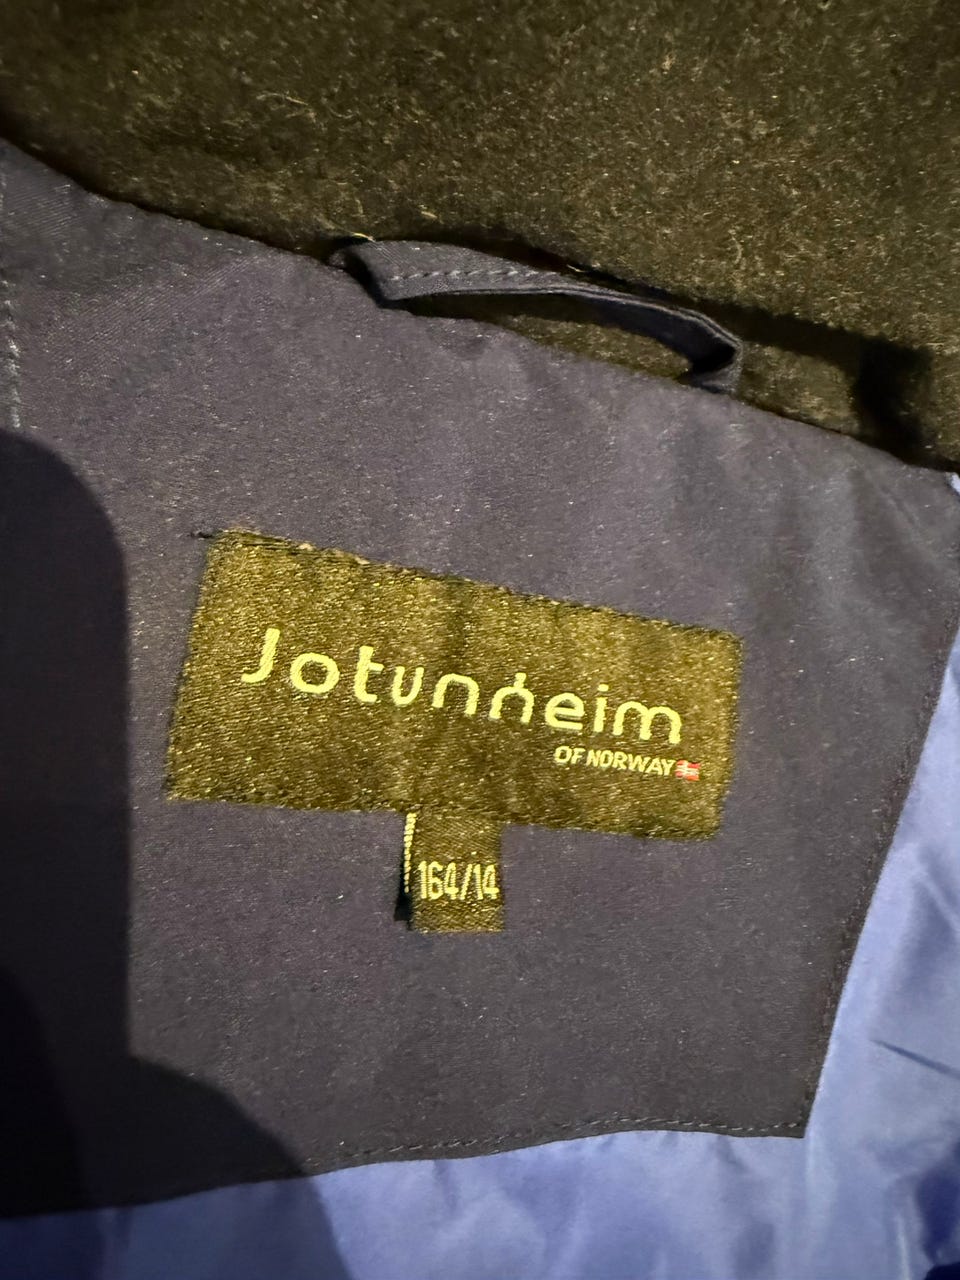 Jotunheim
OF NORWAY
164/14